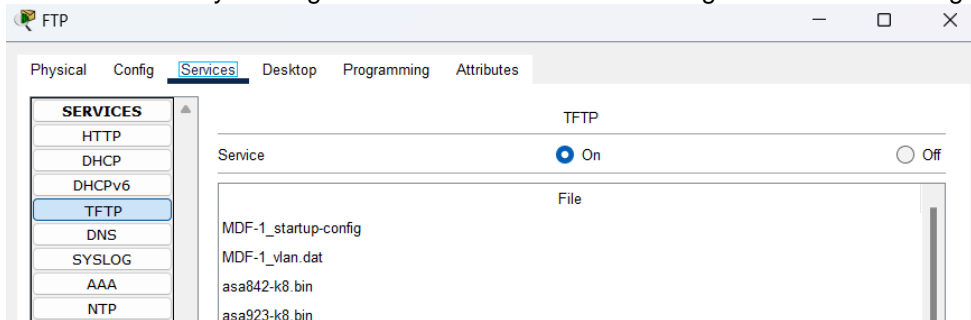 FTP
Physical Config Services Desktop Programming Attributes
SERVICES
HTTP
DHCP
DHCPv6
TFTP
DNS
SYSLOG
AAA
NTP
TFTP
Service On Off
File
MDF-1_startup-config
MDF-1_vlan.dat
asa842-k8.bin
asa923-k8.bin